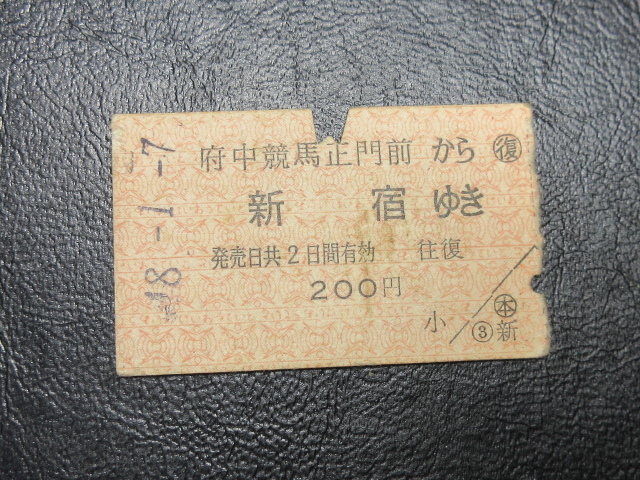 府中競馬正門前から ㊝復
新宿ゆき
発売日共2日間有効 往復
200円
小 ③ 本 新
48-1-7